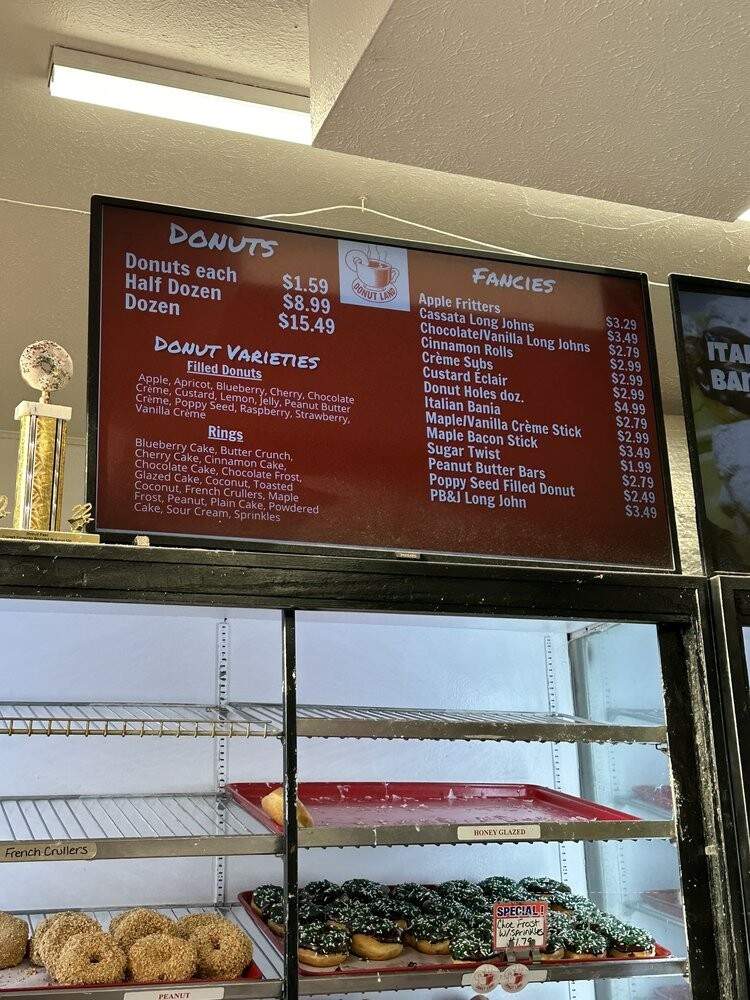 DONUTS
Donuts each $1.59
Half Dozen $8.99
Dozen $15.49
DONUT VARIETIES
Filled Donuts
Apple, Apricot, Blueberry, Cherry, Chocolate
Crème, Custard, Lemon, Jelly, Peanut Butter
Crème, Poppy Seed, Raspberry, Strawberry,
Vanilla Crème
Rings
Blueberry Cake, Butter Crunch,
Cherry Cake, Cinnamon Cake,
Chocolate Cake, Chocolate Frost,
Glazed Cake, Coconut, Toasted
Coconut, French Crullers, Maple
Frost, Peanut, Plain Cake, Powdered
Cake, Sour Cream, Sprinkles
DONUT LAND
FANCIES
Apple Fritters $3.29
Cassata Long Johns $3.49
Chocolate/Vanilla Long Johns $2.79
Cinnamon Rolls $2.99
Crème Subs $2.99
Custard Éclair $2.99
Donut Holes doz. $4.99
Italian Bania $2.79
Maple/Vanilla Crème Stick $2.99
Maple Bacon Stick $3.49
Sugar Twist $1.99
Peanut Butter Bars $2.79
Poppy Seed Filled Donut $2.49
PB&J Long John $3.49
ITA
BA
French Crullers
HONEY GLAZED
SPECIAL!
Choc Frost
w/sprinkles
$1.79
PEANUT